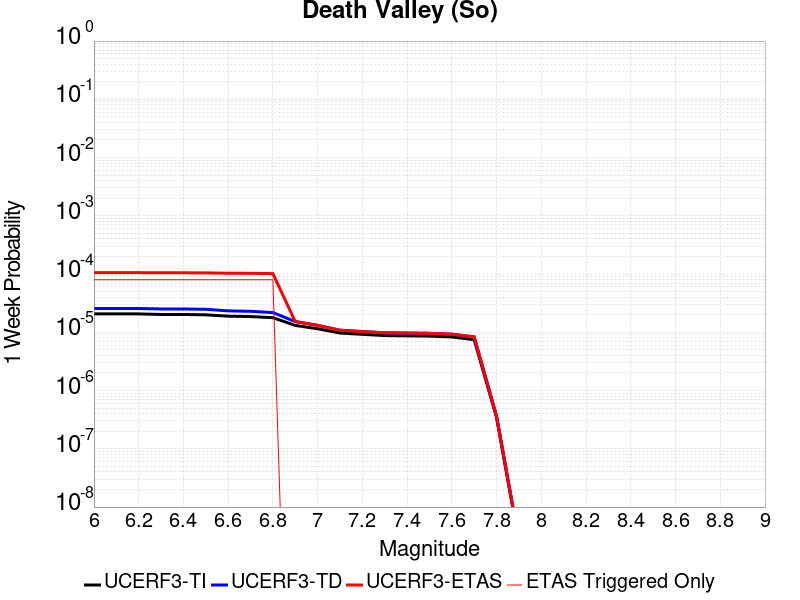 Death Valley (So)
10^0
10^-1
10^-2
10^-3
10^-4
10^-5
10^-6
10^-7
10^-8
1 Week Probability
6 6.2 6.4 6.6 6.8 7 7.2 7.4 7.6 7.8 8 8.2 8.4 8.6 8.8 9
Magnitude
UCERF3-TI UCERF3-TD UCERF3-ETAS ETAS Triggered Only